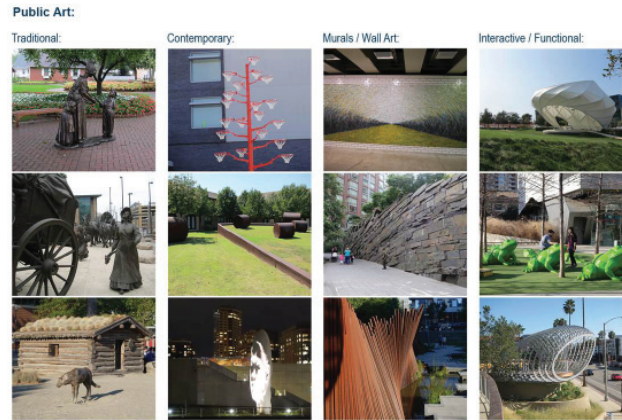 Public Art:
Traditional:
Contemporary:
Murals / Wall Art:
Interactive / Functional: